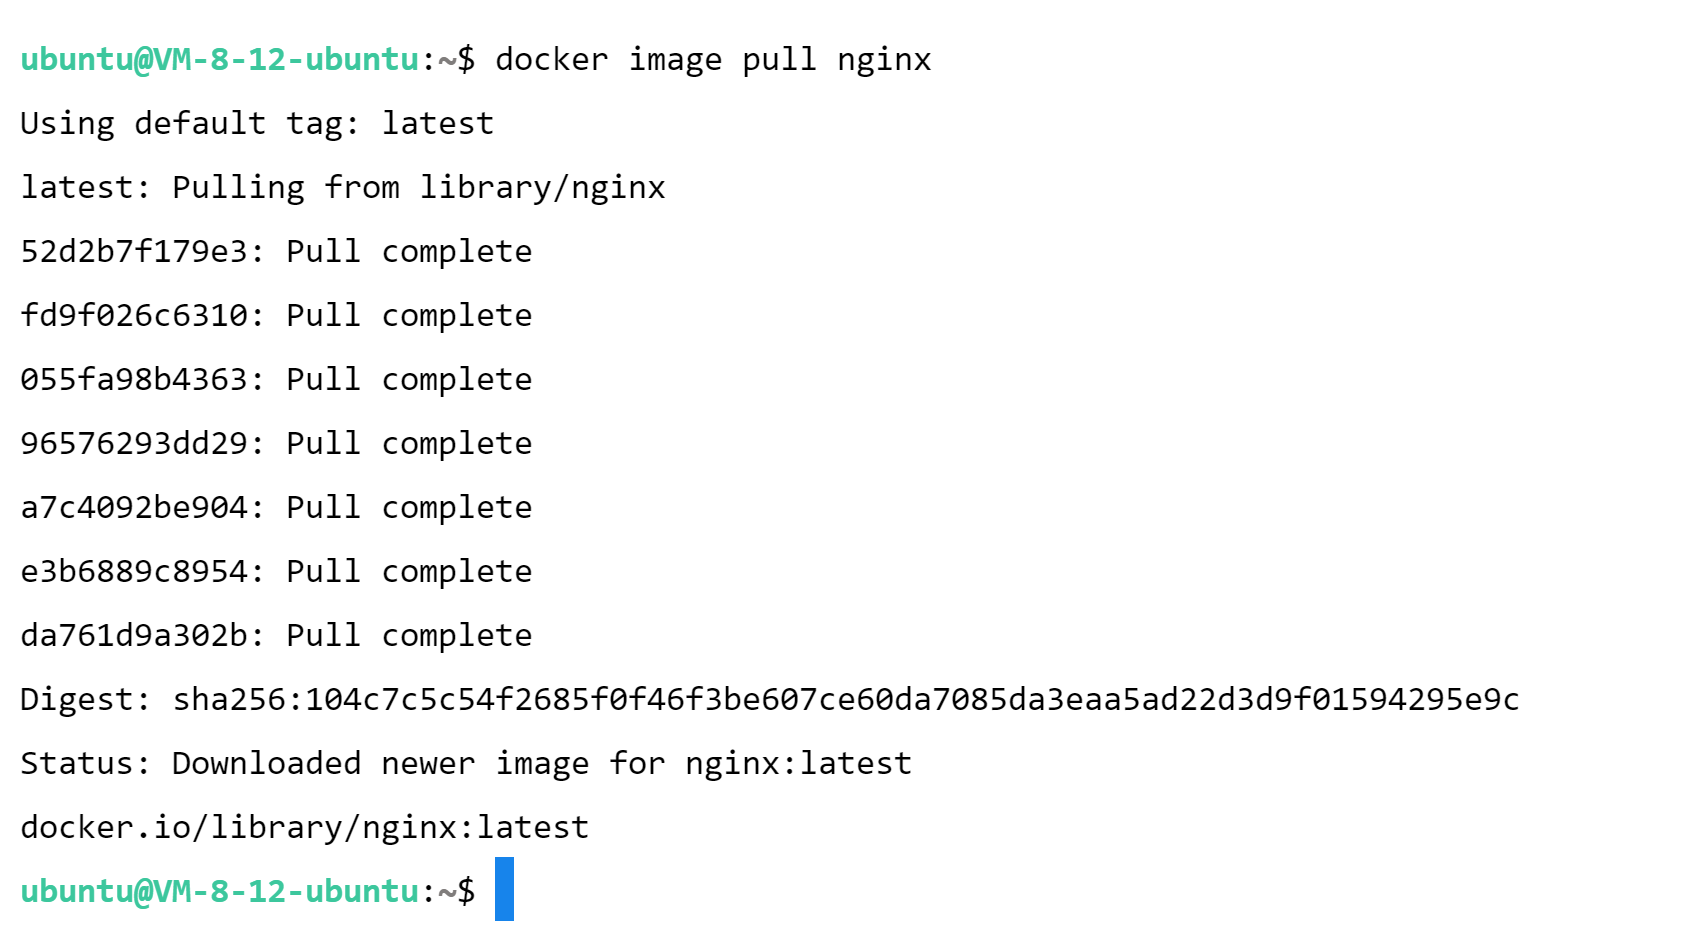 ubuntu@VM-8-12-ubuntu:~$ docker image pull nginx
Using default tag: latest
latest: Pulling from library/nginx
52d2b7f179e3: Pull complete
fd9f026c6310: Pull complete
055fa98b4363: Pull complete
96576293dd29: Pull complete
a7c4092be904: Pull complete
e3b6889c8954: Pull complete
da761d9a302b: Pull complete
Digest: sha256:104c7c5c54f2685f0f46f3be607ce60da7085da3eaa5ad22d3d9f01594295e9c
Status: Downloaded newer image for nginx:latest
docker.io/library/nginx:latest
ubuntu@VM-8-12-ubuntu:~$